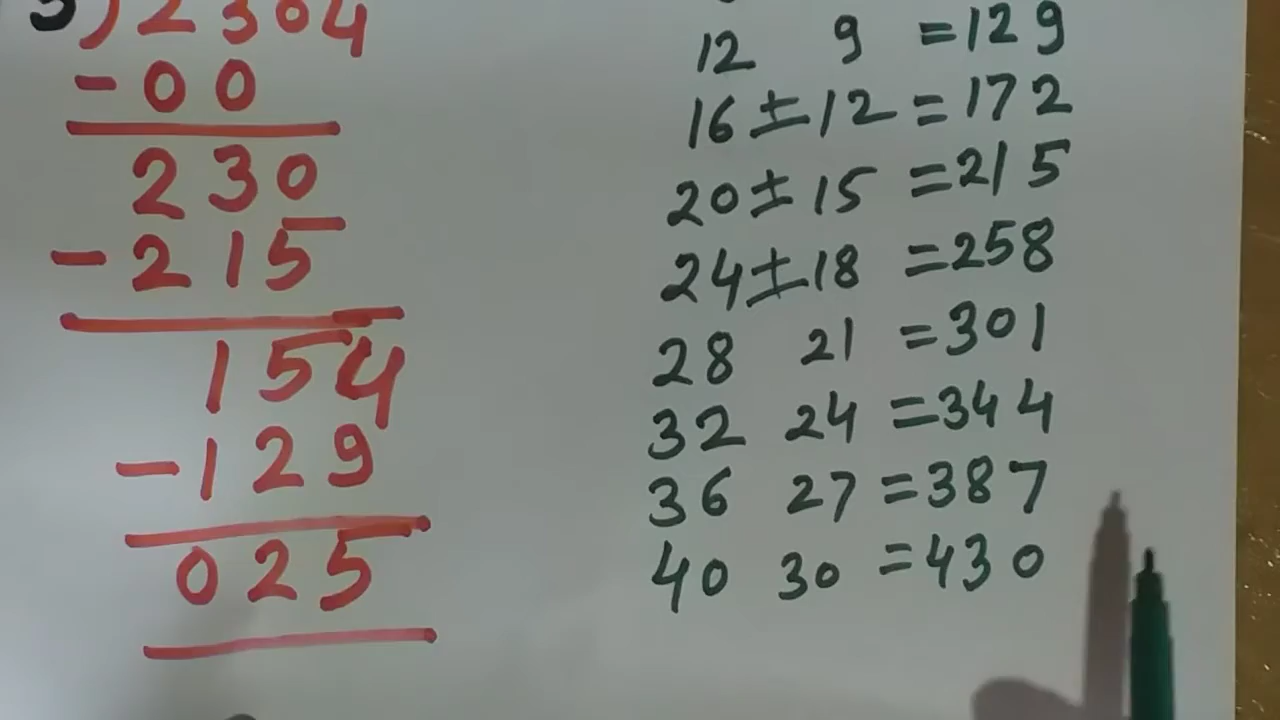 3)2304
-00
230
-215
154
-129
025
12 9 =129
16±12=172
20±15=215
24±18=258
28 21 =301
32 24 =344
36 27 =387
40 30 =430